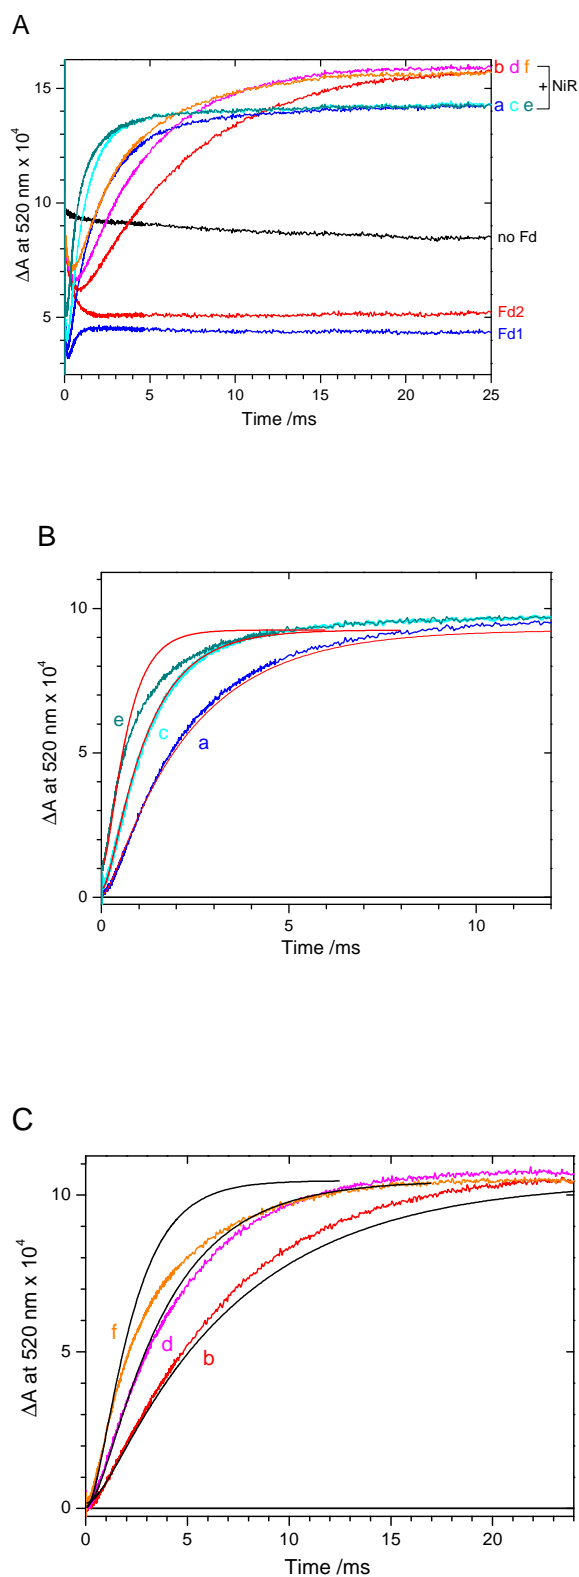 A
ΔA at 520 nm x 10⁴
15
10
5
b d f
+ NiR
a c e
no Fd
Fd2
Fd1
0 5 10 15 20 25
Time /ms
B
ΔA at 520 nm x 10⁴
10
5
0
e
c
a
0 5 10
Time /ms
C
ΔA at 520 nm x 10⁴
10
5
0
f
d
b
0 5 10 15 20
Time /ms